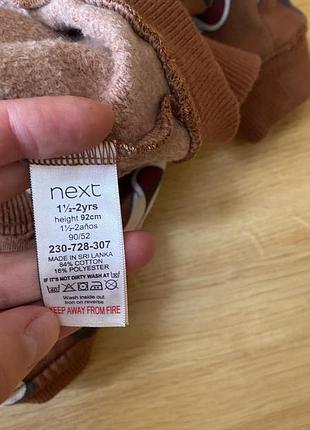 next
1½-2yrs
height 92cm
1½-2años
90/52
230-728-307
MADE IN SRI LANKA
84% COTTON
16% POLYESTER
IF IT'S NOT DIRTY WASH AT
Wash inside out
Iron on reverse
KEEP AWAY FROM FIRE